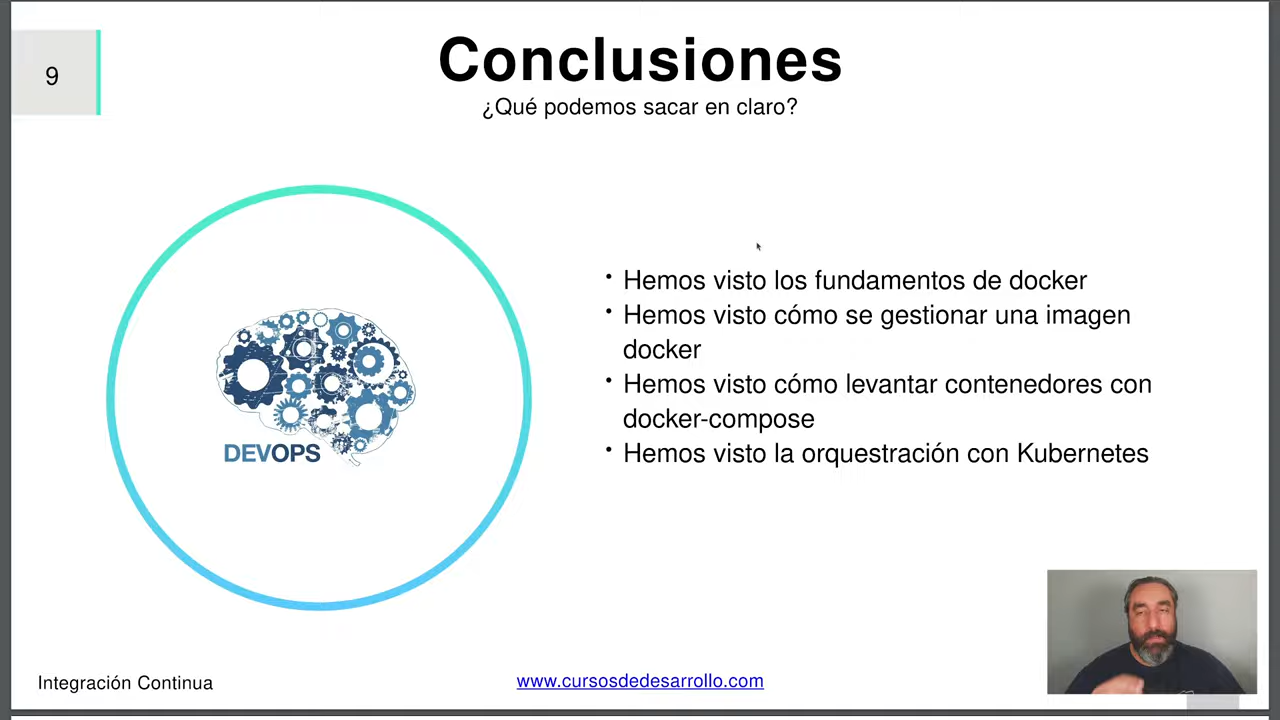 9
Conclusiones
¿Qué podemos sacar en claro?
DEVOPS
• Hemos visto los fundamentos de docker
• Hemos visto cómo se gestionar una imagen
docker
• Hemos visto cómo levantar contenedores con
docker-compose
• Hemos visto la orquestración con Kubernetes
Integración Continua
www.cursosdedesarrollo.com